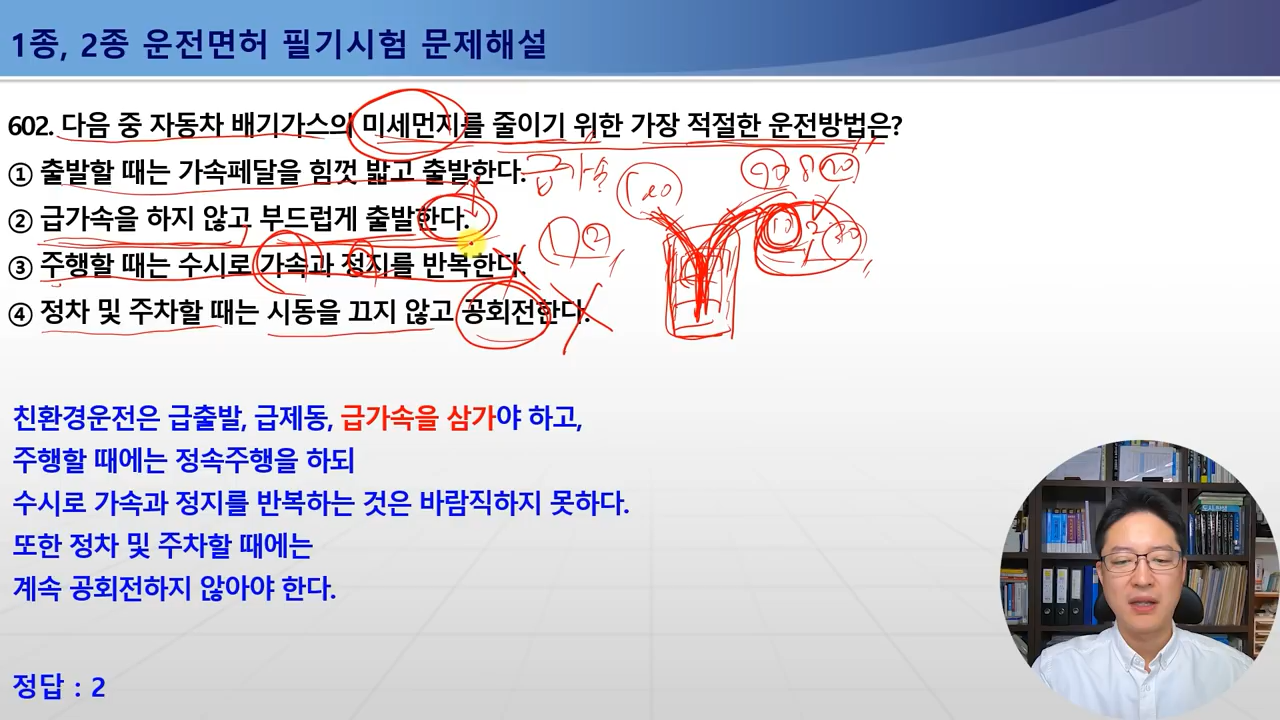 1종, 2종 운전면허 필기시험 문제해설
602. 다음 중 자동차 배기가스의 미세먼지를 줄이기 위한 가장 적절한 운전방법은?
① 출발할 때는 가속페달을 힘껏 밟고 출발한다.
급가속
② 급가속을 하지 않고 부드럽게 출발한다.
③ 주행할 때는 수시로 가속과 정지를 반복한다.
④ 정차 및 주차할 때는 시동을 끄지 않고 공회전한다.
친환경운전은 급출발, 급제동, 급가속을 삼가야 하고,
주행할 때에는 정속주행을 하되
수시로 가속과 정지를 반복하는 것은 바람직하지 못하다.
또한 정차 및 주차할 때에는
계속 공회전하지 않아야 한다.
정답 : 2